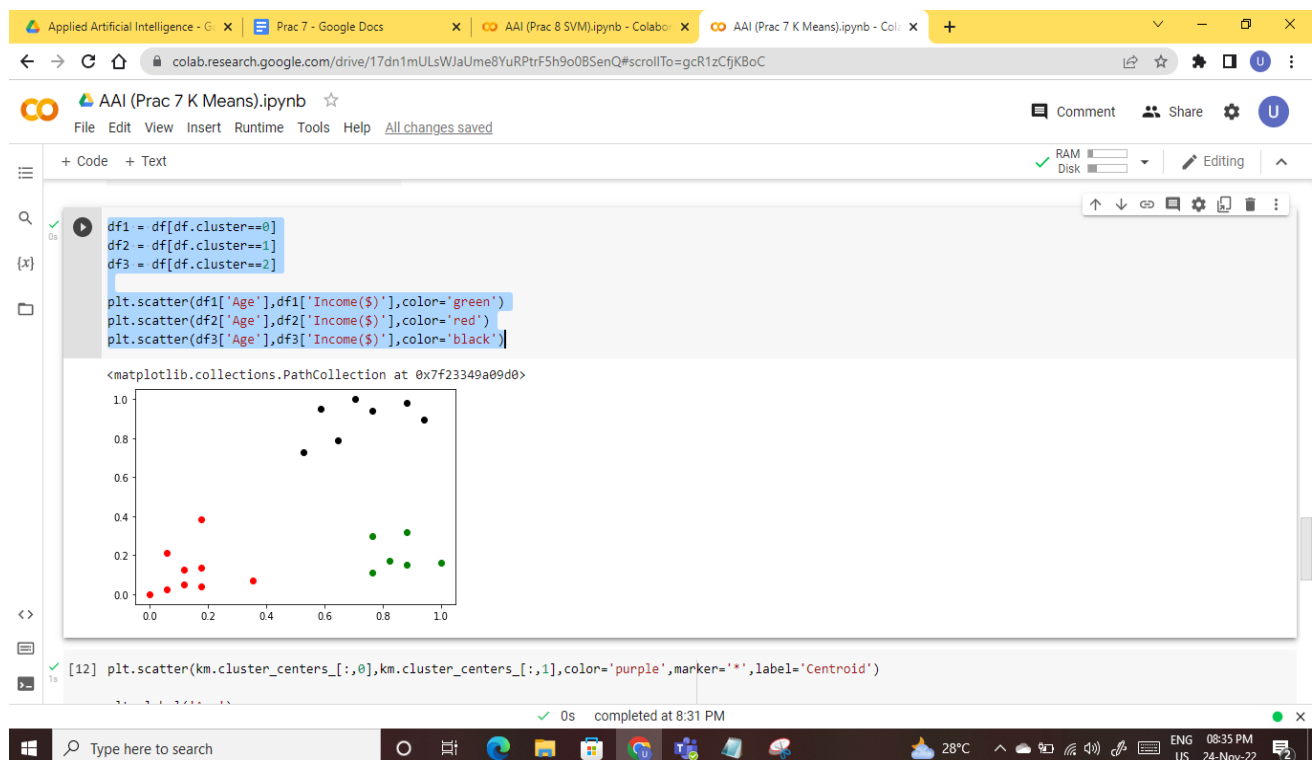 Applied Artificial Intelligence - G
Prac 7 - Google Docs
AAI (Prac 8 SVM).ipynb - Colabor
AAI (Prac 7 K Means).ipynb - Cola
colab.research.google.com/drive/17dn1mULsWJaUme8YuRPtrF5h9o0BSenQ#scrollTo=gcR1zCfjKBoC
U
CO
AAI (Prac 7 K Means).ipynb
Comment
Share
U
File Edit View Insert Runtime Tools Help All changes saved
+ Code + Text
RAM
Disk
Editing
{x}
0s
df1 = df[df.cluster==0]
df2 = df[df.cluster==1]
df3 = df[df.cluster==2]
plt.scatter(df1['Age'],df1['Income($)'],color='green')
plt.scatter(df2['Age'],df2['Income($)'],color='red')
plt.scatter(df3['Age'],df3['Income($)'],color='black')
<matplotlib.collections.PathCollection at 0x7f23349a09d0>
1.0
0.8
0.6
0.4
0.2
0.0
0.0 0.2 0.4 0.6 0.8 1.0
[12] plt.scatter(km.cluster_centers_[:,0],km.cluster_centers_[:,1],color='purple',marker='*',label='Centroid')
1s
0s completed at 8:31 PM
Type here to search
28°C
ENG
US
08:35 PM
24-Nov-22
2